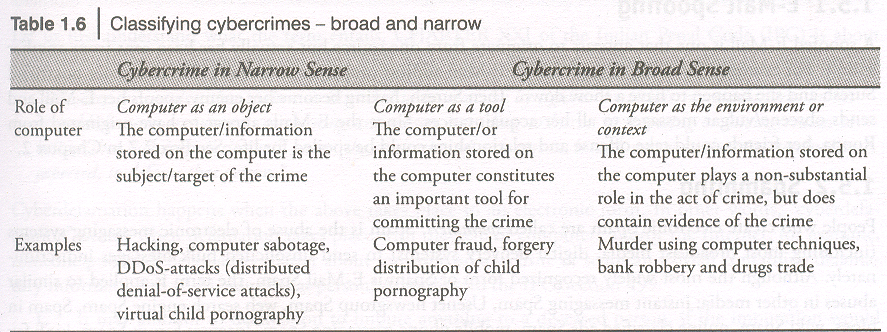 Table 1.6 | Classifying cybercrimes – broad and narrow
Cybercrime in Narrow Sense Cybercrime in Broad Sense
Role of computer
Computer as an object
The computer/information
stored on the computer is the
subject/target of the crime
Computer as a tool
The computer/or
information stored on
the computer constitutes
an important tool for
committing the crime
Computer as the environment or
context
The computer/information stored on
the computer plays a non-substantial
role in the act of crime, but does
contain evidence of the crime
Examples
Hacking, computer sabotage,
DDoS-attacks (distributed
denial-of-service attacks),
virtual child pornography
Computer fraud, forgery
distribution of child
pornography
Murder using computer techniques,
bank robbery and drugs trade